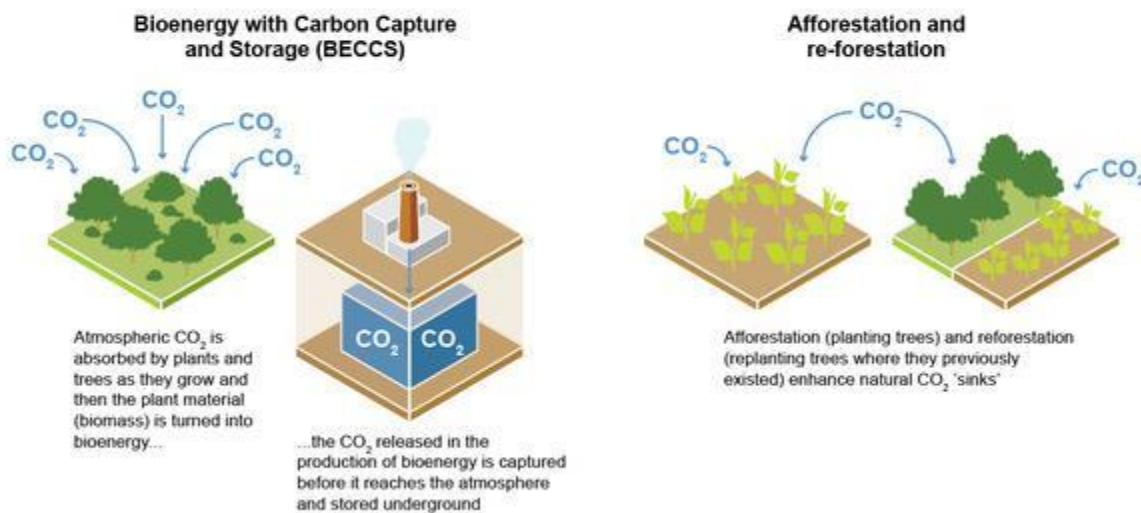 Bioenergy with Carbon Capture
and Storage (BECCS)
CO₂
CO₂
CO₂
CO₂
CO₂
CO₂
CO₂
Atmospheric CO₂ is
absorbed by plants and
trees as they grow and
then the plant material
(biomass) is turned into
bioenergy...
...the CO₂ released in the
production of bioenergy is captured
before it reaches the atmosphere
and stored underground
Afforestation and
re-forestation
CO₂
CO₂
CO₂
Afforestation (planting trees) and reforestation
(replanting trees where they previously
existed) enhance natural CO₂ 'sinks'